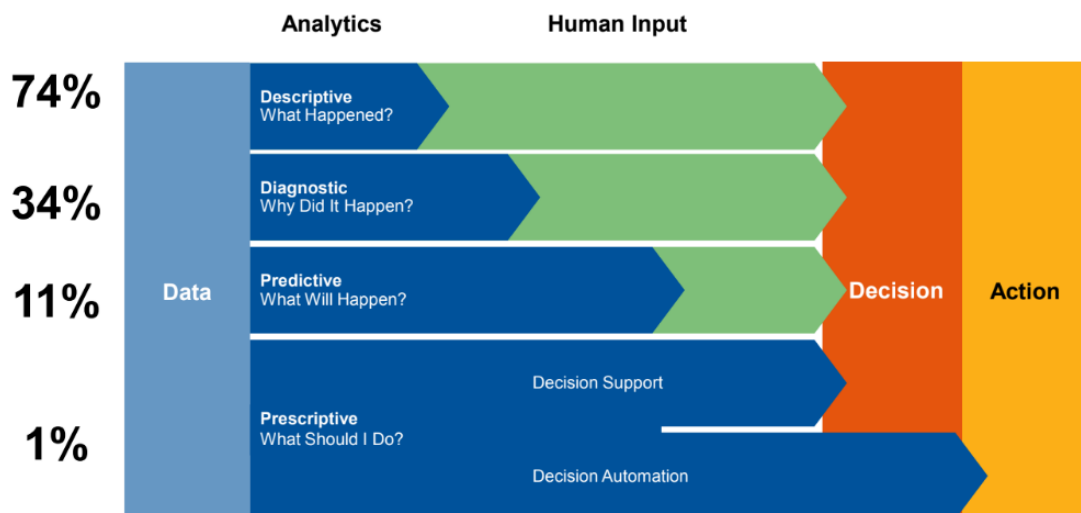 Analytics
Human Input
74%
Descriptive
What Happened?
34%
Diagnostic
Why Did It Happen?
11%
Predictive
What Will Happen?
Data
Decision
Action
Decision Support
1%
Prescriptive
What Should I Do?
Decision Automation